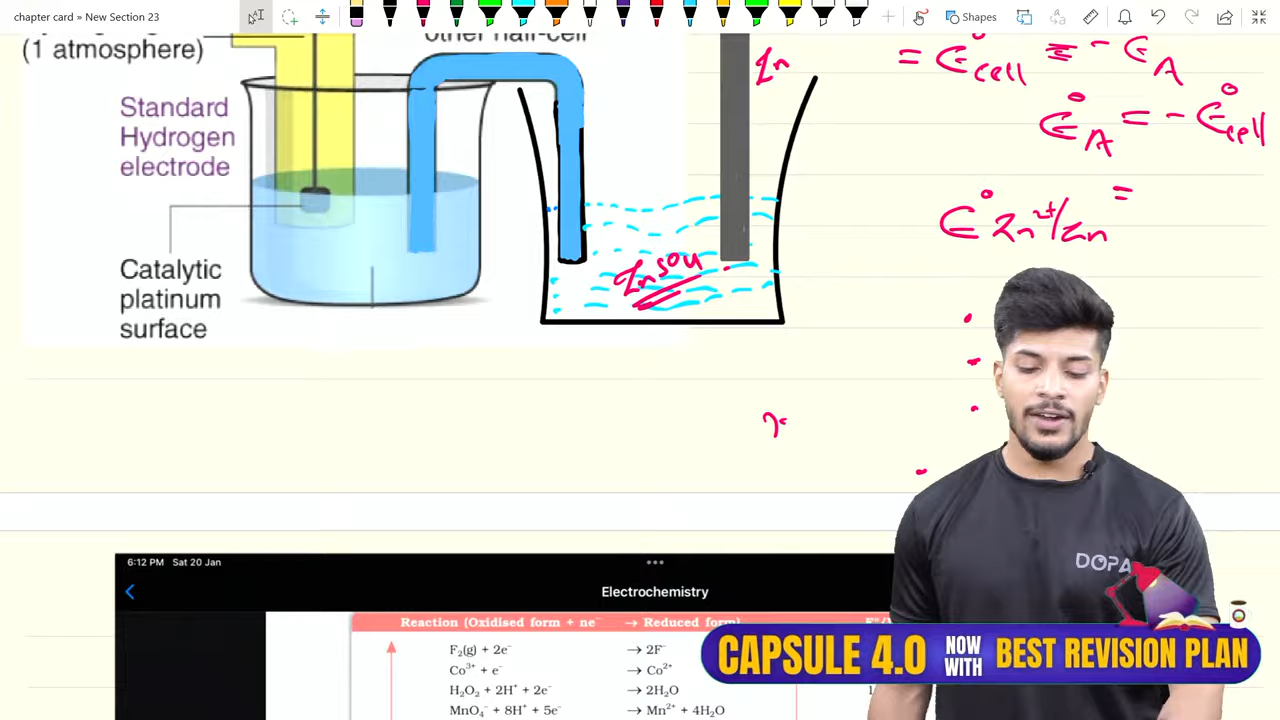 chapter card » New Section 23
Shapes
(1 atmosphere)
other half-cell
Standard
Hydrogen
electrode
Catalytic
platinum
surface
Zn
Zn solⁿ
= E°cell = - E°A
E°A = - E°cell
E° Zn²⁺/Zn =
6:12 PM Sat 20 Jan
Electrochemistry
Reaction (Oxidised form + ne⁻ → Reduced form)
F₂(g) + 2e⁻ → 2F⁻
Co³⁺ + e⁻ → Co²⁺
H₂O₂ + 2H⁺ + 2e⁻ → 2H₂O
MnO₄⁻ + 8H⁺ + 5e⁻ → Mn²⁺ + 4H₂O
DOPA
CAPSULE 4.0 NOW WITH BEST REVISION PLAN